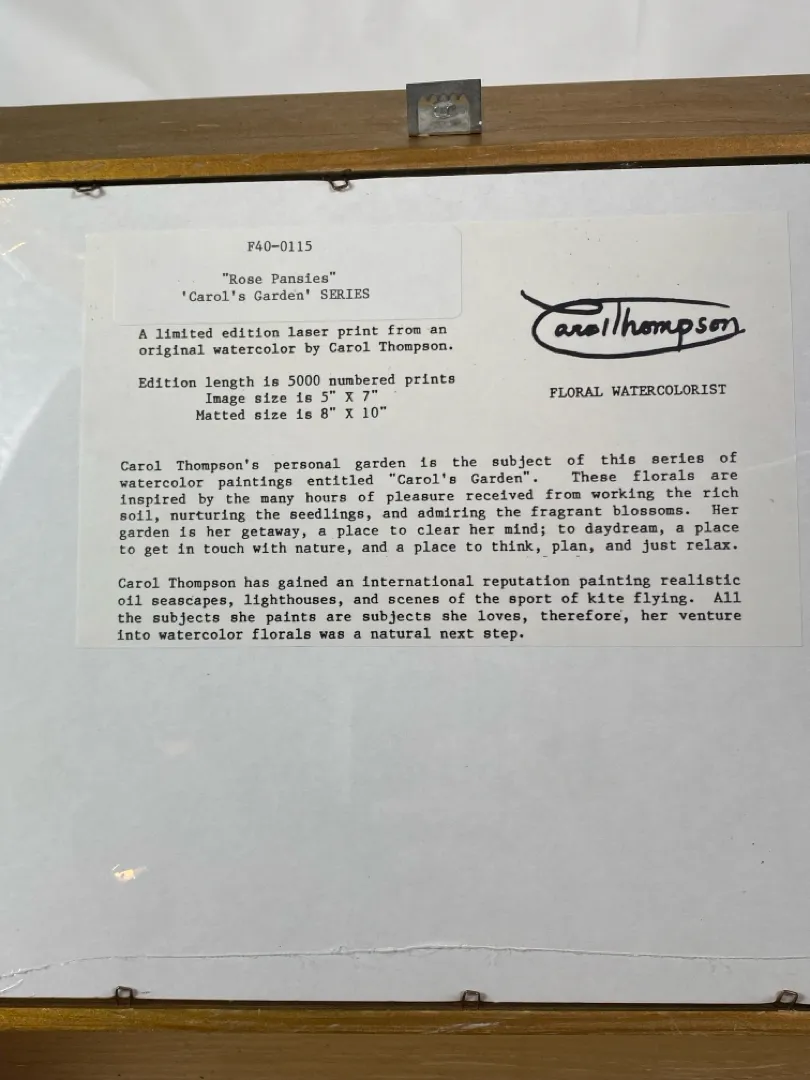 F40-0115
"Rose Pansies"
'Carol's Garden' SERIES
A limited edition laser print from an
original watercolor by Carol Thompson.
Edition length is 5000 numbered prints
Image size is 5" X 7"
Matted size is 8" X 10"
Carol Thompson
FLORAL WATERCOLORIST
Carol Thompson's personal garden is the subject of this series of
watercolor paintings entitled "Carol's Garden". These florals are
inspired by the many hours of pleasure received from working the rich
soil, nurturing the seedlings, and admiring the fragrant blossoms. Her
garden is her getaway, a place to clear her mind; to daydream, a place
to get in touch with nature, and a place to think, plan, and just relax.
Carol Thompson has gained an international reputation painting realistic
oil seascapes, lighthouses, and scenes of the sport of kite flying. All
the subjects she paints are subjects she loves, therefore, her venture
into watercolor florals was a natural next step.